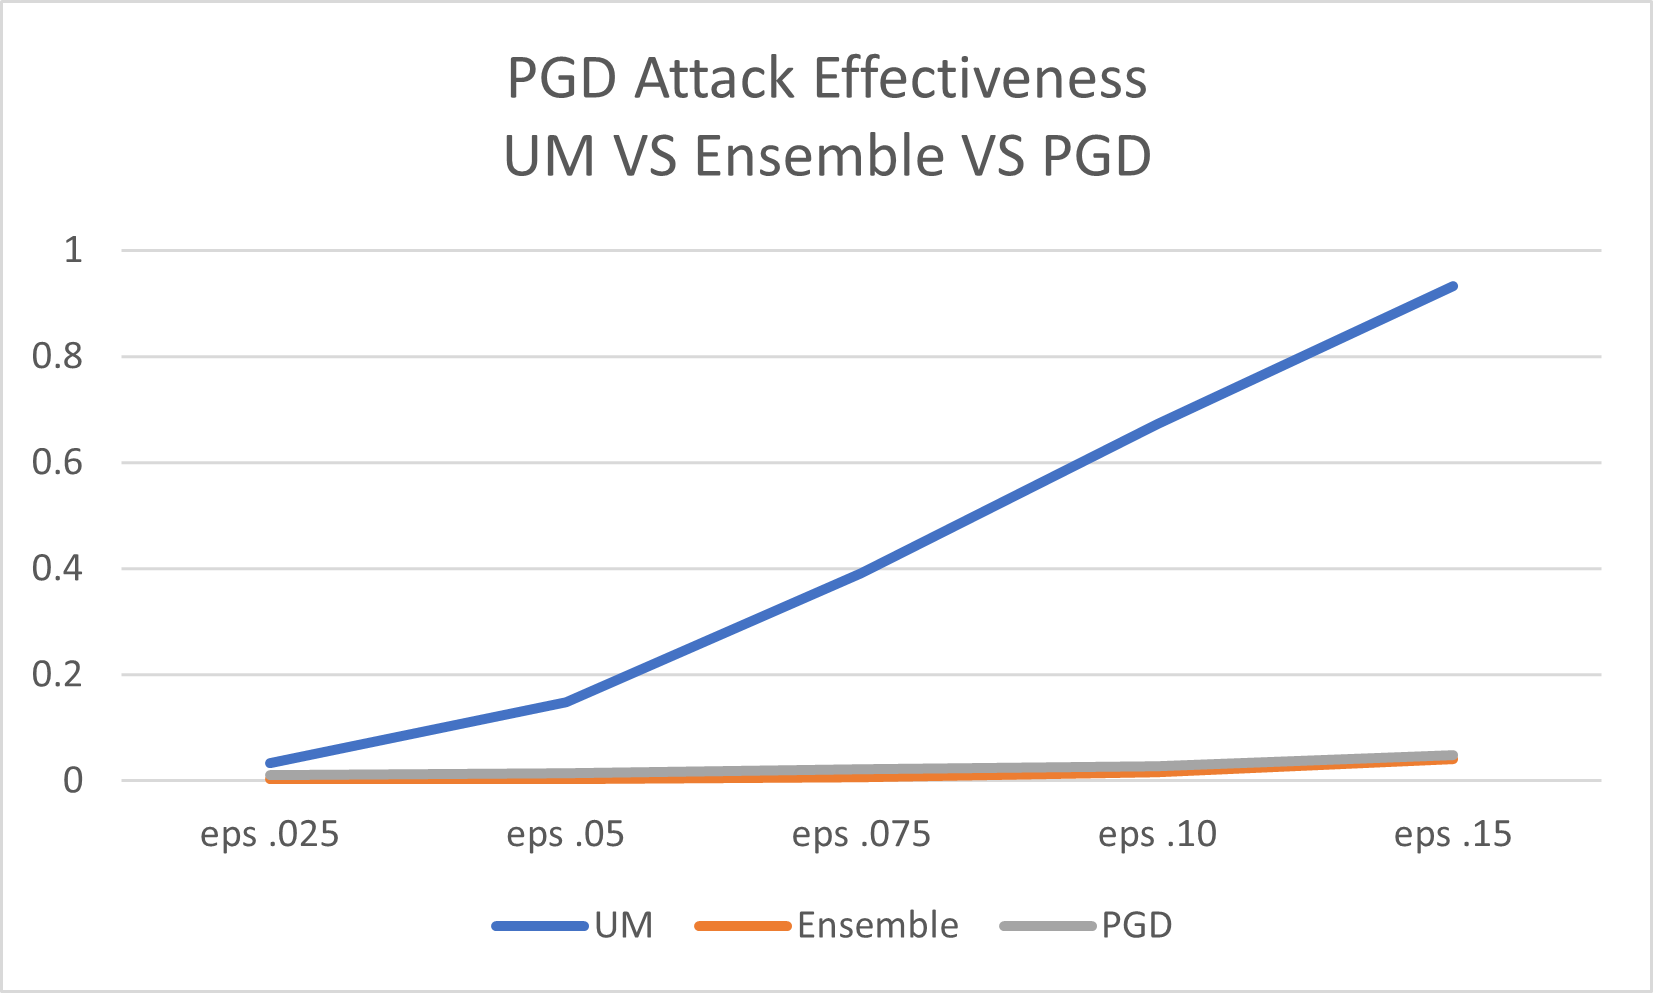 PGD Attack Effectiveness
UM VS Ensemble VS PGD
1
0.8
0.6
0.4
0.2
0
eps .025 eps .05 eps .075 eps .10 eps .15
UM Ensemble PGD